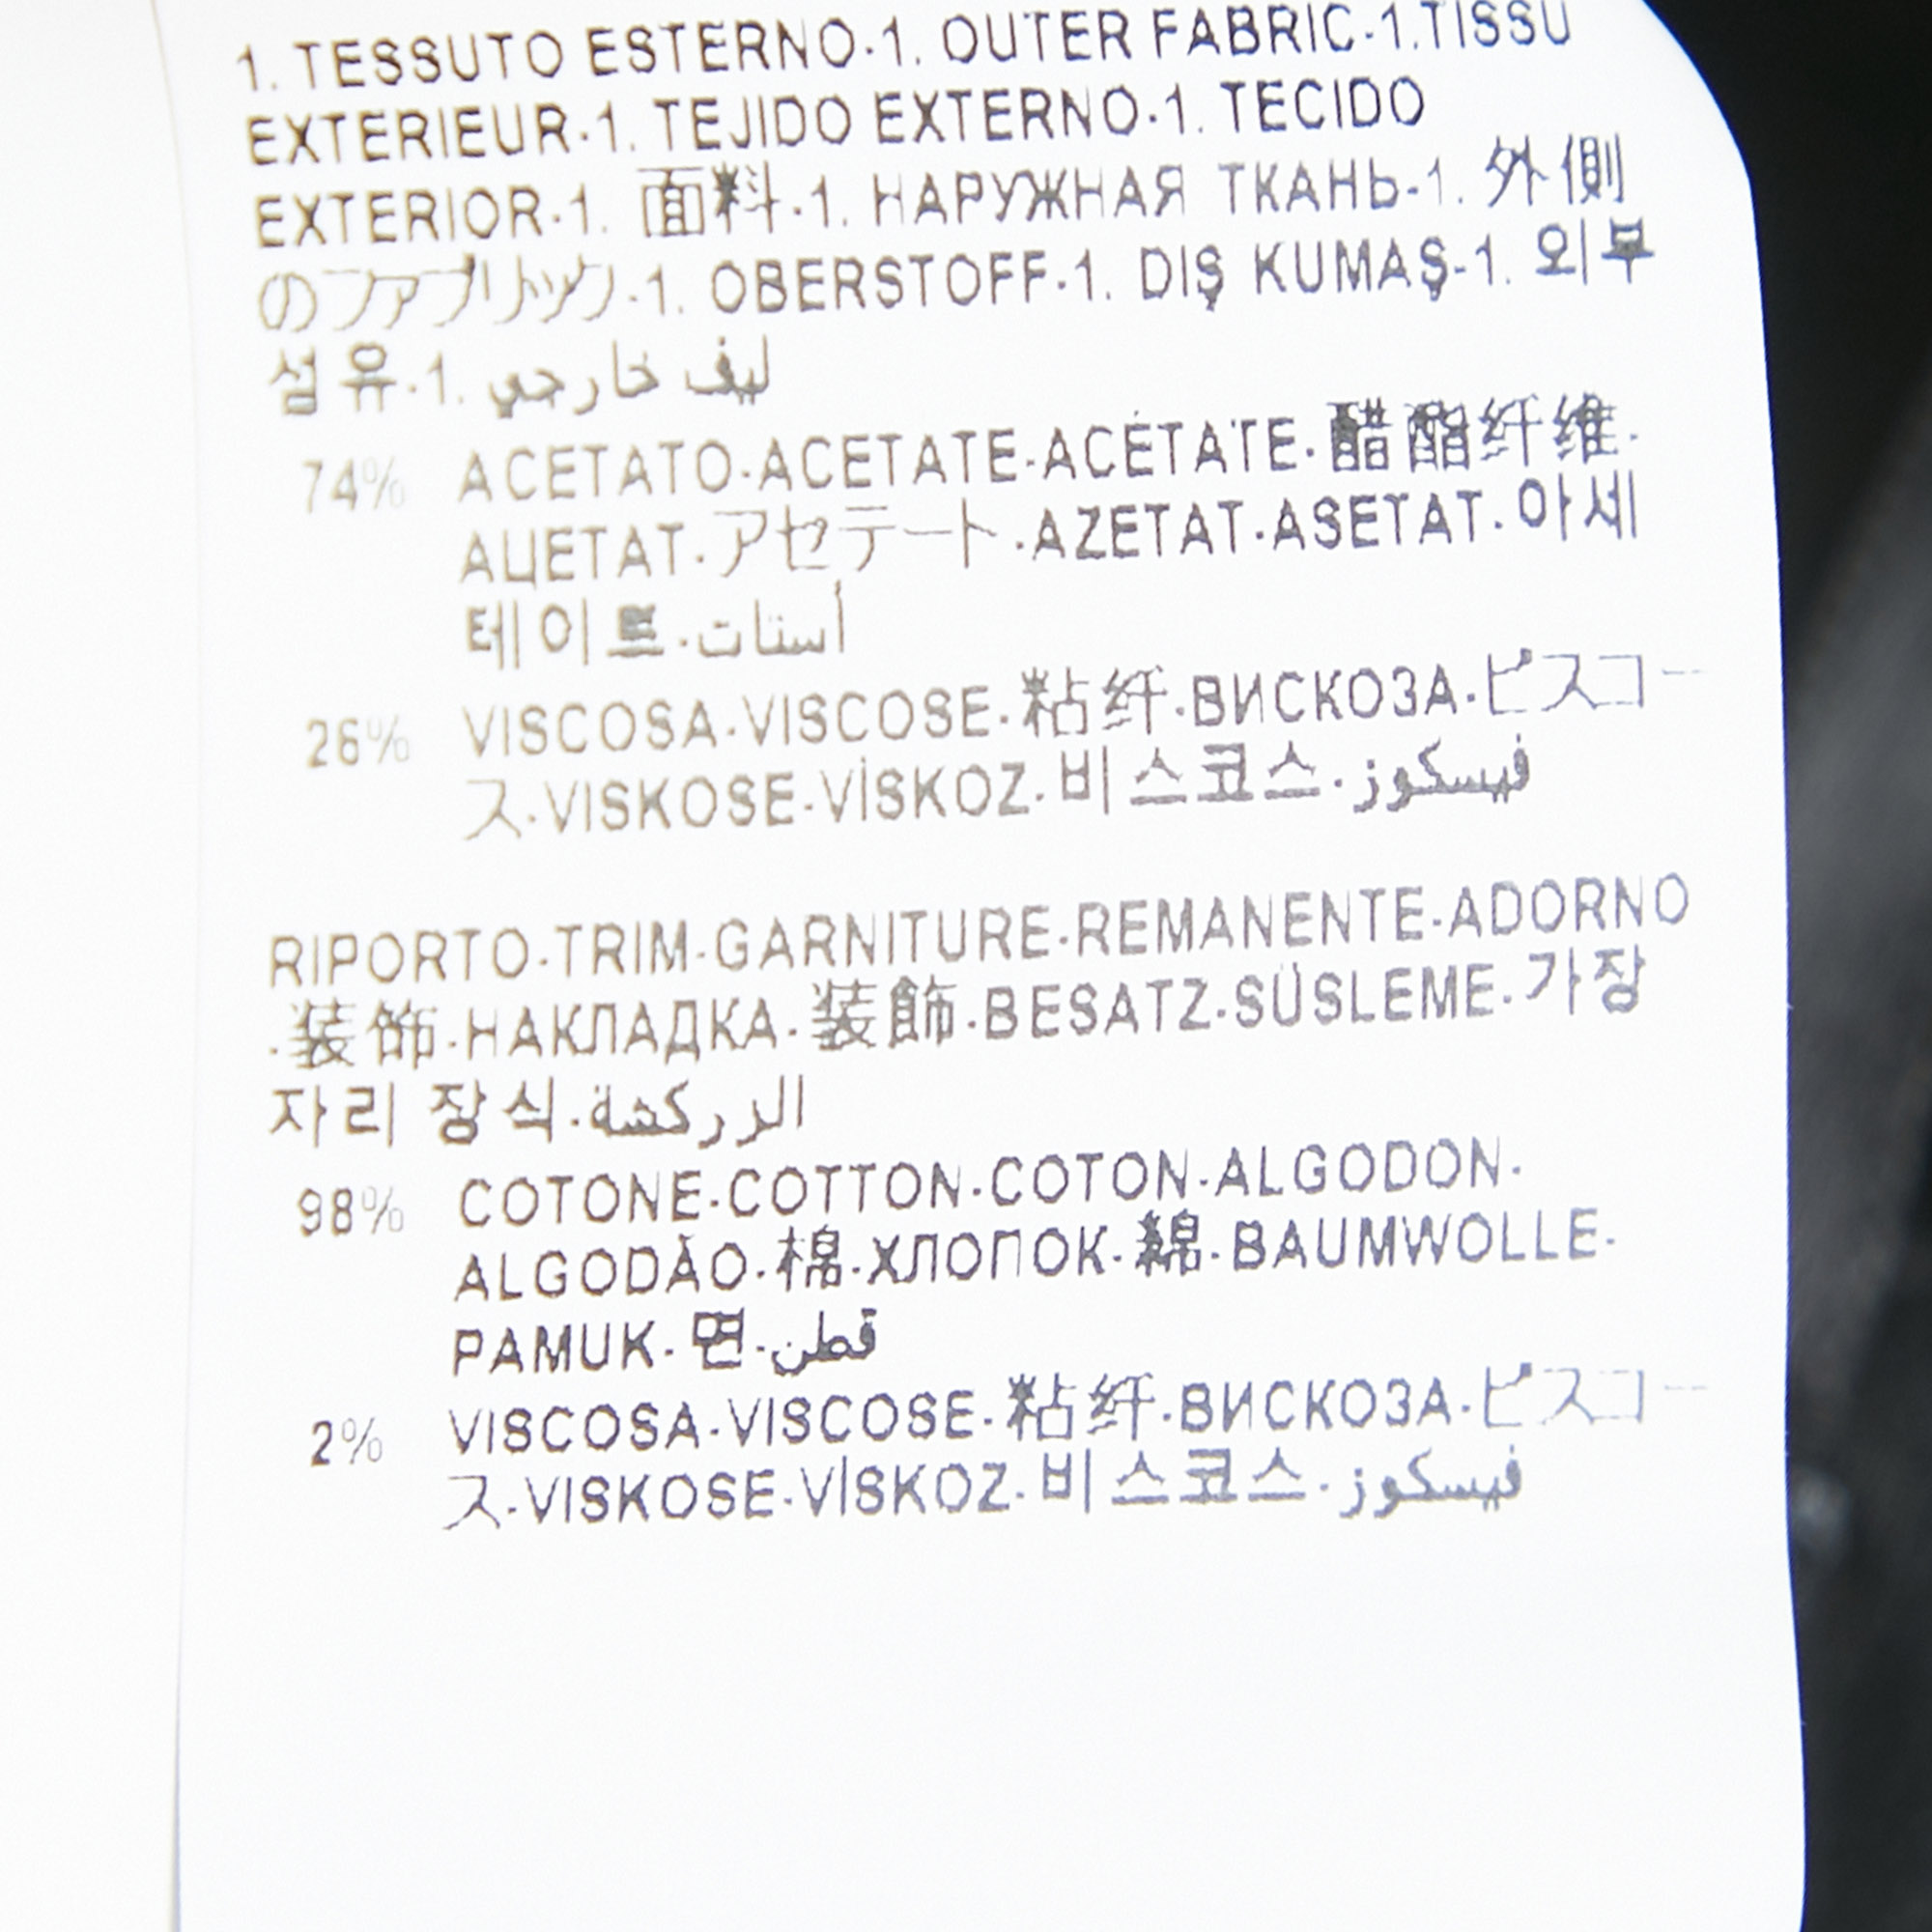 1. TESSUTO ESTERNO-1. OUTER FABRIC-1.TISSU
EXTERIEUR-1. TEJIDO EXTERNO-1. TECIDO
EXTERIOR-1. 面料-1. НАРУЖНАЯ ТКАНЬ-1. 外側
のファブリック-1. OBERSTOFF-1. DIŞ KUMAŞ-1. 외부
섬유-1. ليف خارجي
74% ACETATO-ACETATE-ACÉTATE-醋酯纤维-
АЦЕТАТ-アセテート-AZETAT-ASETAT-아세
테이트-أستات
26% VISCOSA-VISCOSE-粘纤-ВИСКОЗА-ビスコー
ス-VISKOSE-VİSKOZ-비스코스-فيسكوز
RIPORTO-TRIM-GARNITURE-REMANENTE-ADORNO
-装饰-НАКЛАДКА-装飾-BESATZ-SÜSLEME-가장
자리 장식-الزركشة
98% COTONE-COTTON-COTON-ALGODON-
ALGODÃO-棉-ХЛОПОК-綿-BAUMWOLLE-
PAMUK-면-قطن
2% VISCOSA-VISCOSE-粘纤-ВИСКОЗА-ビスコー
ス-VISKOSE-VİSKOZ-비스코스-فيسكوز